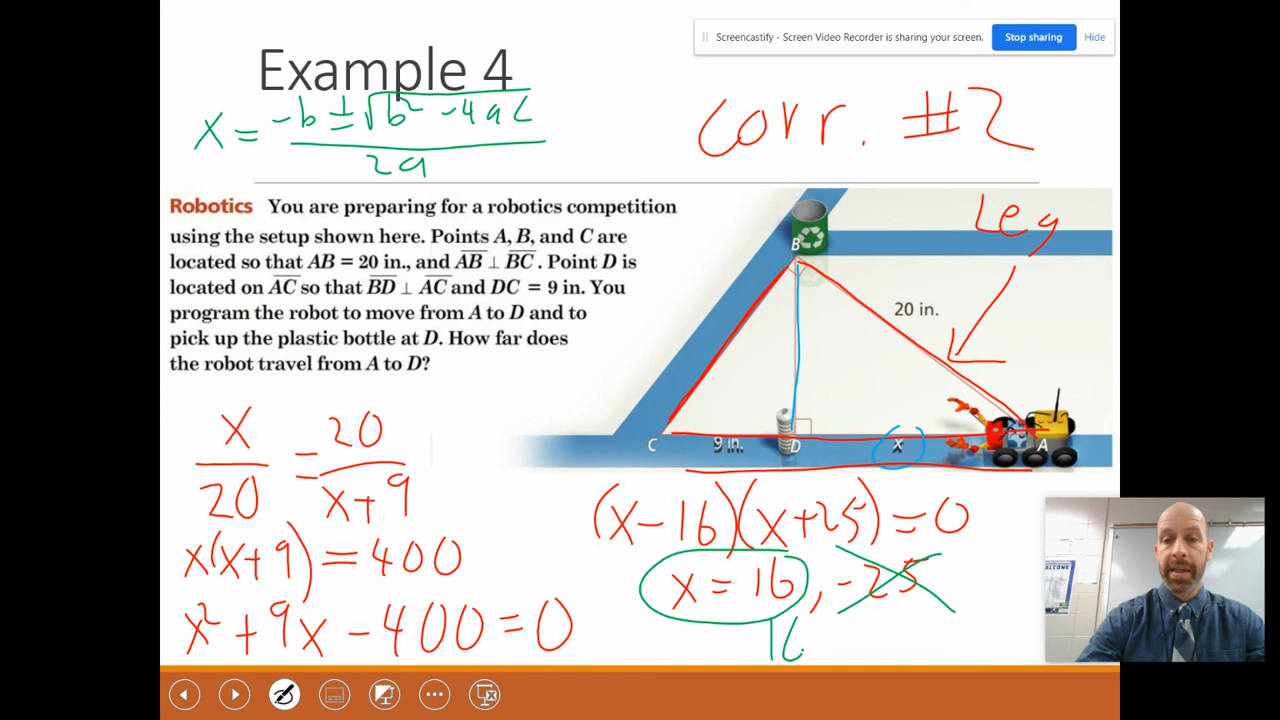 Screencastify - Screen Video Recorder is sharing your screen. Stop sharing Hide
Example 4
x = -b ± √b² - 4ac
2a
Corr. #2
Robotics You are preparing for a robotics competition
using the setup shown here. Points A, B, and C are
located so that AB = 20 in., and AB ⊥ BC. Point D is
located on AC so that BD ⊥ AC and DC = 9 in. You
program the robot to move from A to D and to
pick up the plastic bottle at D. How far does
the robot travel from A to D?
Leg
B
20 in.
C 9 in. D x A
x/20 = 20/x+9
x(x+9) = 400
x² + 9x - 400 = 0
(x-16)(x+25) = 0
x = 16, -25
16